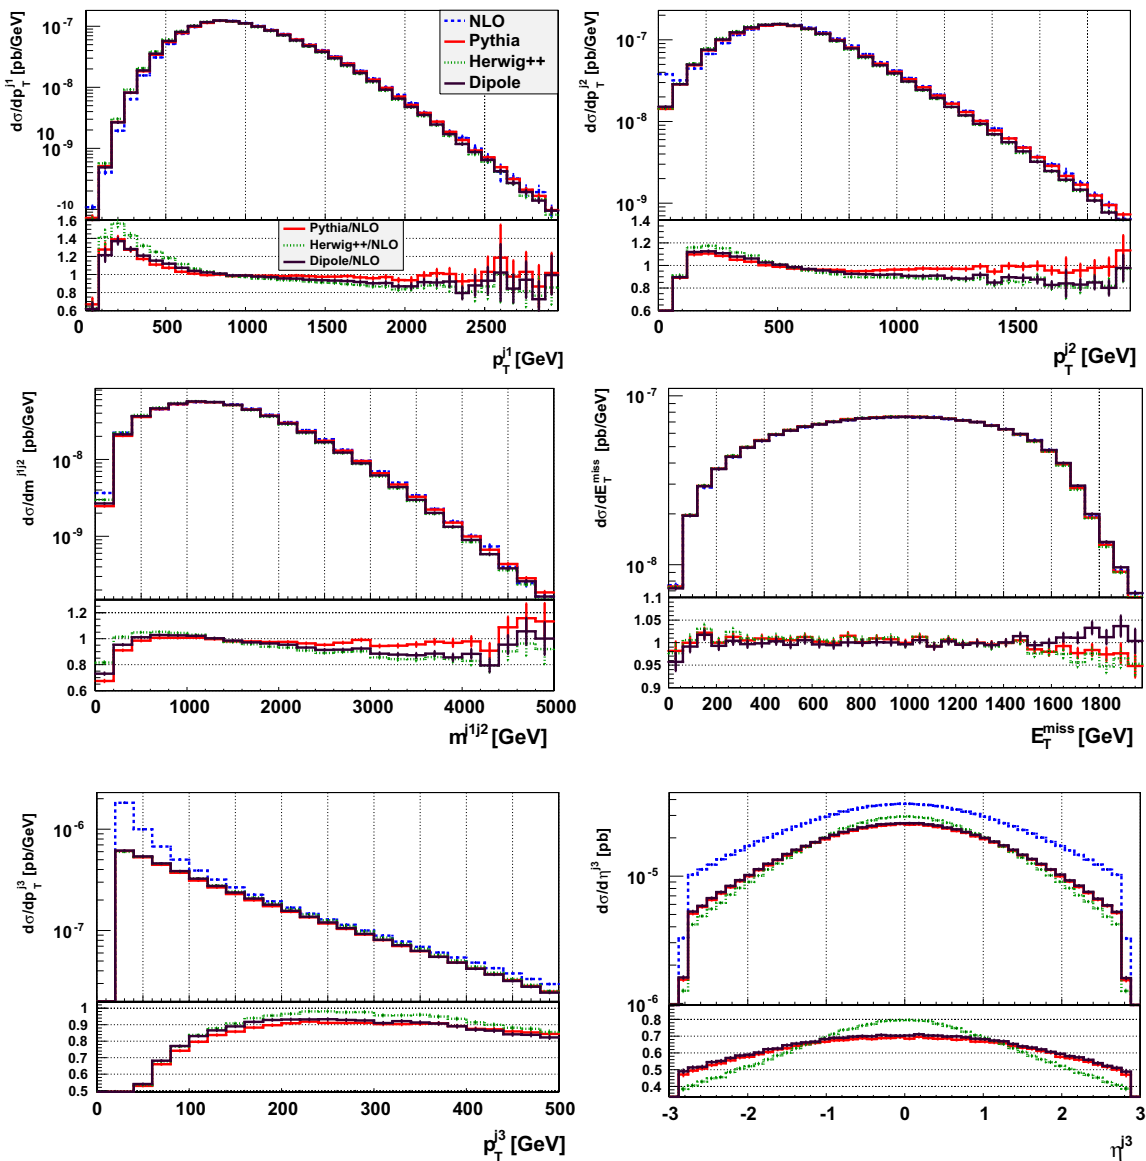 dσ/dp_T^j1 [pb/GeV]
10^-7
10^-8
10
10^-9
-10
10
NLO
Pythia
Herwig++
Dipole
1.6
1.4
1.2
1
0.8
0.6
Pythia/NLO
Herwig++/NLO
Dipole/NLO
0 500 1000 1500 2000 2500
p_T^j1 [GeV]
dσ/dp_T^j2 [pb/GeV]
10^-7
10^-8
10^-9
1.4
1.2
1
0.8
0.6
0 500 1000 1500
p_T^j2 [GeV]
dσ/dm^j1j2 [pb/GeV]
10^-8
10^-9
1.2
1
0.8
0.6
0 1000 2000 3000 4000 5000
m^j1j2 [GeV]
dσ/dE_T^miss [pb/GeV]
10^-7
10^-8
1.1
1.05
1
0.95
0.9
0 200 400 600 800 1000 1200 1400 1600 1800
E_T^miss [GeV]
dσ/dp_T^j3 [pb/GeV]
10^-6
10^-7
1
0.9
0.8
0.7
0.6
0.5
0 100 200 300 400 500
p_T^j3 [GeV]
dσ/dη^j3 [pb]
10^-5
10^-6
0.8
0.7
0.6
0.5
0.4
-3 -2 -1 0 1 2 3
η^j3